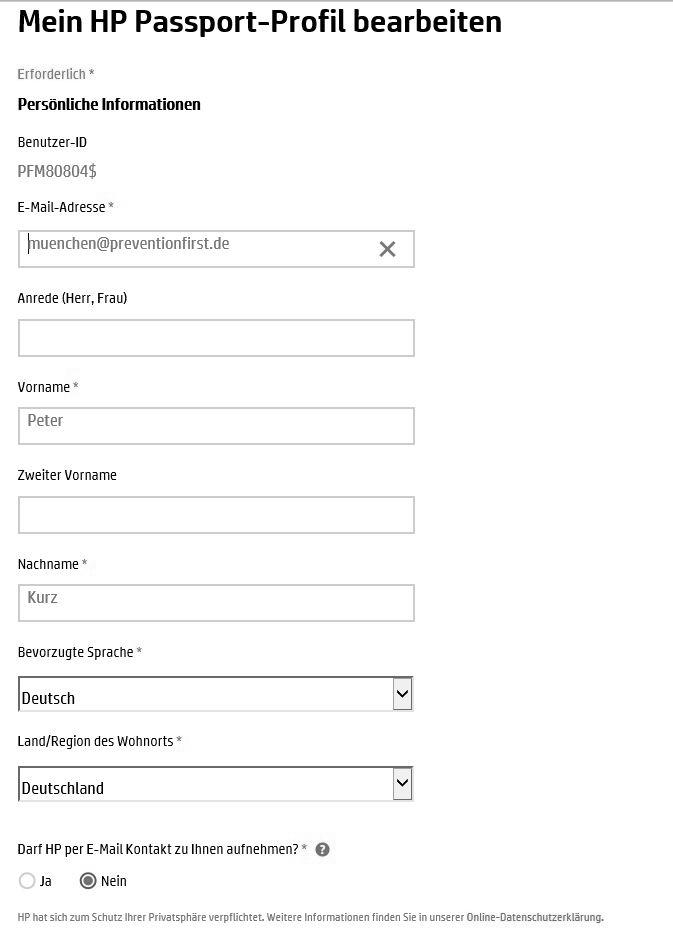 Mein HP Passport-Profil bearbeiten
Erforderlich *
Persönliche Informationen
Benutzer-ID
PFM80804$
E-Mail-Adresse *
muenchen@preventionfirst.de
Anrede (Herr, Frau)
Vorname *
Peter
Zweiter Vorname
Nachname *
Kurz
Bevorzugte Sprache *
Deutsch
Land/Region des Wohnorts *
Deutschland
Darf HP per E-Mail Kontakt zu Ihnen aufnehmen? * ?
Ja Nein
HP hat sich zum Schutz Ihrer Privatsphäre verpflichtet. Weitere Informationen finden Sie in unserer Online-Datenschutzerklärung.